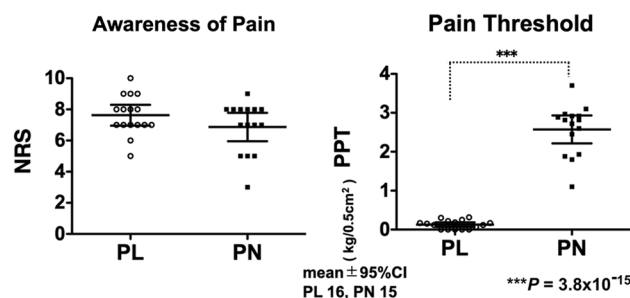 Awareness of Pain
10
8
6
4
2
0
NRS
PL
PN
Pain Threshold
***
4
3
2
1
0
PPT
( kg/0.5cm²)
PL
PN
mean±95%CI
PL 16, PN 15
***P = 3.8x10⁻¹⁵